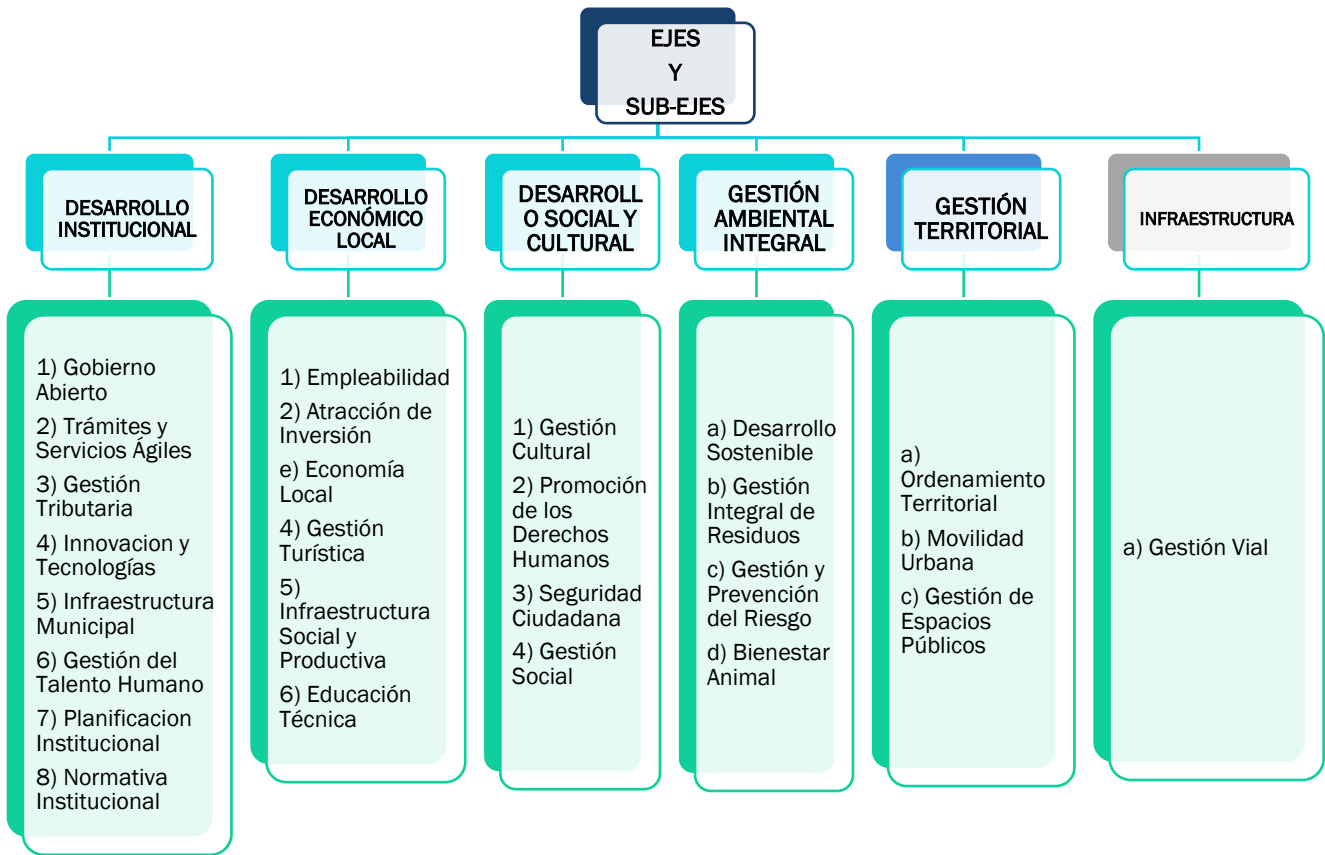 EJES
Y
SUB-EJES
DESARROLLO
INSTITUCIONAL
1) Gobierno
Abierto
2) Trámites y
Servicios Ágiles
3) Gestión
Tributaria
4) Innovacion y
Tecnologías
5) Infraestructura
Municipal
6) Gestión del
Talento Humano
7) Planificacion
Institucional
8) Normativa
Institucional
DESARROLLO
ECONÓMICO
LOCAL
1) Empleabilidad
2) Atracción de
Inversión
e) Economía
Local
4) Gestión
Turística
5)
Infraestructura
Social y
Productiva
6) Educación
Técnica
DESARROLL
O SOCIAL Y
CULTURAL
1) Gestión
Cultural
2) Promoción
de los
Derechos
Humanos
3) Seguridad
Ciudadana
4) Gestión
Social
GESTIÓN
AMBIENTAL
INTEGRAL
a) Desarrollo
Sostenible
b) Gestión
Integral de
Residuos
c) Gestión y
Prevención
del Riesgo
d) Bienestar
Animal
GESTIÓN
TERRITORIAL
a)
Ordenamiento
Territorial
b) Movilidad
Urbana
c) Gestión de
Espacios
Públicos
INFRAESTRUCTURA
a) Gestión Vial